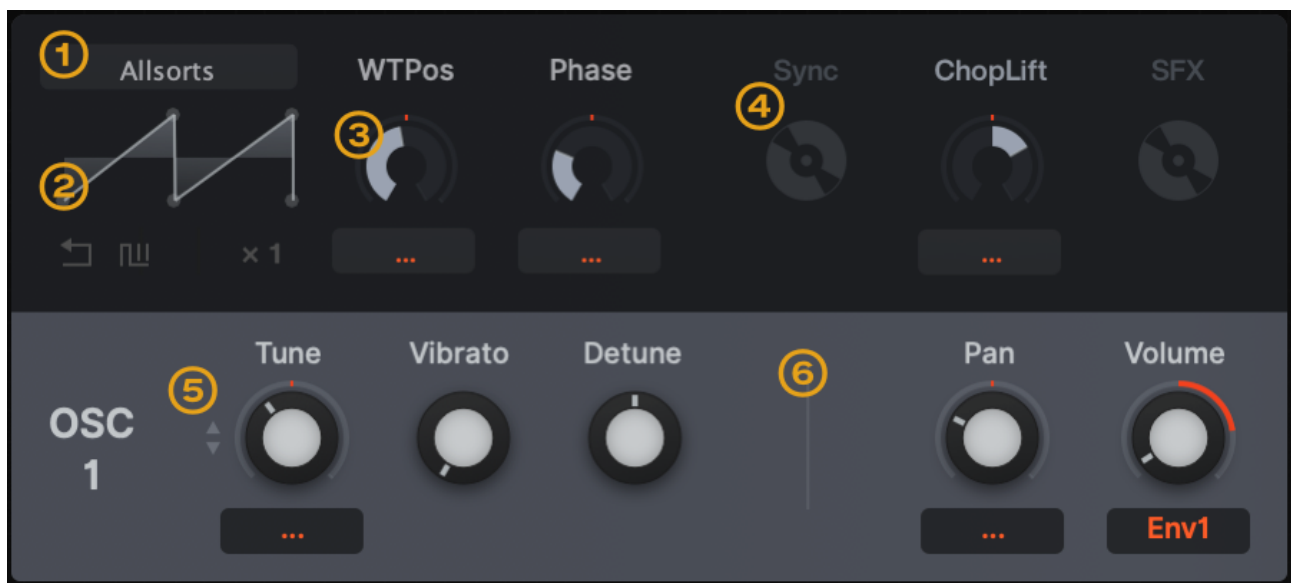 1
Allsorts
WTPos
Phase
Sync
ChopLift
SFX
4
3
2
× 1
...
...
...
Tune
Vibrato
Detune
Pan
Volume
5
6
OSC
1
...
...
Env1